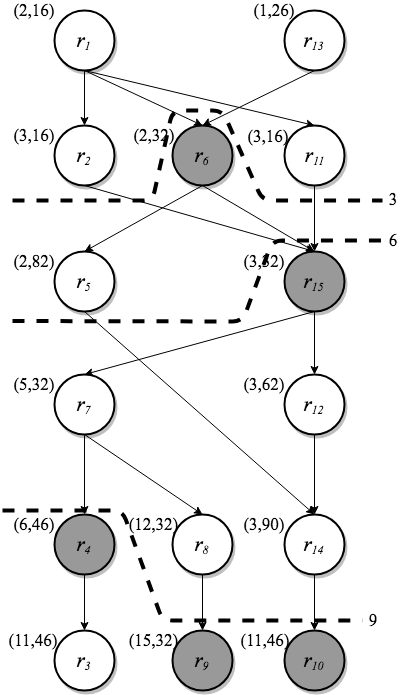 (2,16) (1,26)
r1 r13
(3,16) (2,32) (3,16)
r2 r6 r11
3
6
(2,82) (3,32)
r5 r15
(5,32) (3,62)
r7 r12
(6,46) (12,32) (3,90)
r4 r8 r14
9
(11,46) (15,32) (11,46)
r3 r9 r10